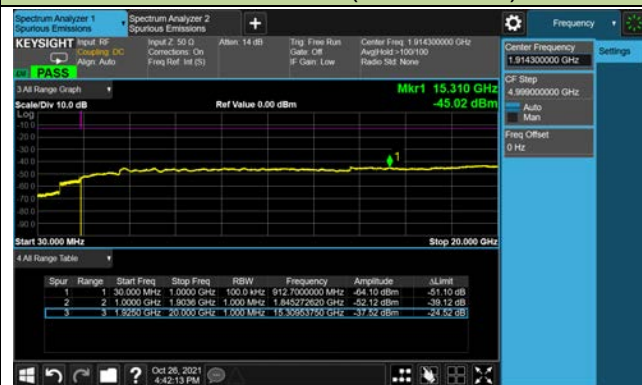 Spectrum Analyzer 1
Spurious Emissions
Spectrum Analyzer 2
Spurious Emissions
+
Frequency
KEYSIGHT
Input: RF
Coupling: DC
Align: Auto
Input Z: 50 Ω
Corrections: On
Freq Ref: Int (S)
Atten: 14 dB
Trig: Free Run
Gate: Off
IF Gain: Low
Center Freq: 1.914300000 GHz
Avg|Hold:>100/100
Radio Std: None
PASS
Center Frequency
1.914300000 GHz
Settings
CF Step
4.999000000 GHz
Auto
Man
Freq Offset
0 Hz
3 All Range Graph
Mkr1 15.310 GHz
Scale/Div 10.0 dB
Ref Value 0.00 dBm
-45.02 dBm
Log
-10.0
-20.0
-30.0
-40.0
-50.0
-60.0
-70.0
-80.0
-90.0
1
Start 30.000 MHz
Stop 20.000 GHz
4 All Range Table
Spur Range Start Freq Stop Freq RBW Frequency Amplitude ΔLimit
1 1 30.000 MHz 1.0000 GHz 100.0 kHz 912.7000000 MHz -64.10 dBm -51.10 dB
2 2 1.0000 GHz 1.9036 GHz 1.000 MHz 1.845272620 GHz -52.12 dBm -39.12 dB
3 3 1.9250 GHz 20.000 GHz 1.000 MHz 15.30953750 GHz -37.52 dBm -24.52 dB
Oct 26, 2021
4:42:13 PM